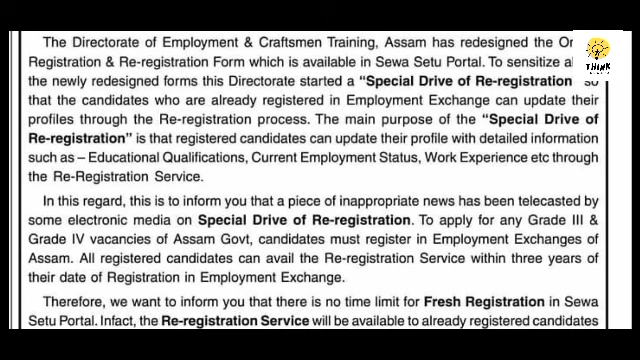 The Directorate of Employment & Craftsmen Training, Assam has redesigned the
Registration & Re-registration Form which is available in Sewa Setu Portal. To sensitize
the newly redesigned forms this Directorate started a “Special Drive of Re-registration” so
that the candidates who are already registered in Employment Exchange can update their
profiles through the Re-registration process. The main purpose of the “Special Drive of
Re-registration” is that registered candidates can update their profile with detailed information
such as – Educational Qualifications, Current Employment Status, Work Experience etc through
the Re-Registration Service.
In this regard, this is to inform you that a piece of inappropriate news has been telecasted by
some electronic media on Special Drive of Re-registration. To apply for any Grade III &
Grade IV vacancies of Assam Govt, candidates must register in Employment Exchanges of
Assam. All registered candidates can avail the Re-registration Service within three years of
their date of Registration in Employment Exchange.
Therefore, we want to inform you that there is no time limit for Fresh Registration in Sewa
Setu Portal. Infact, the Re-registration Service will be available to already registered candidates
THINK